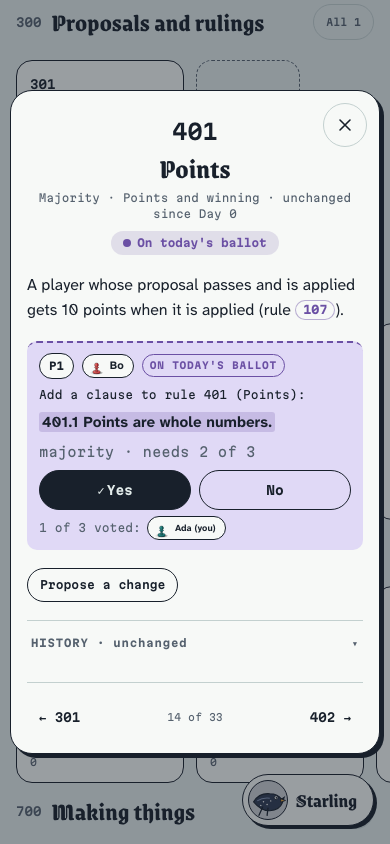 300 Proposals and rulings All 1
301
401
Points
Majority · Points and winning · unchanged
since Day 0
On today's ballot
A player whose proposal passes and is applied
gets 10 points when it is applied (rule 107).
P1 Bo ON TODAY'S BALLOT
Add a clause to rule 401 (Points):
401.1 Points are whole numbers.
majority · needs 2 of 3
✓Yes No
1 of 3 voted: Ada (you)
Propose a change
HISTORY · unchanged ▾
← 301 14 of 33 402 →
0 0
700 Making things
Starling